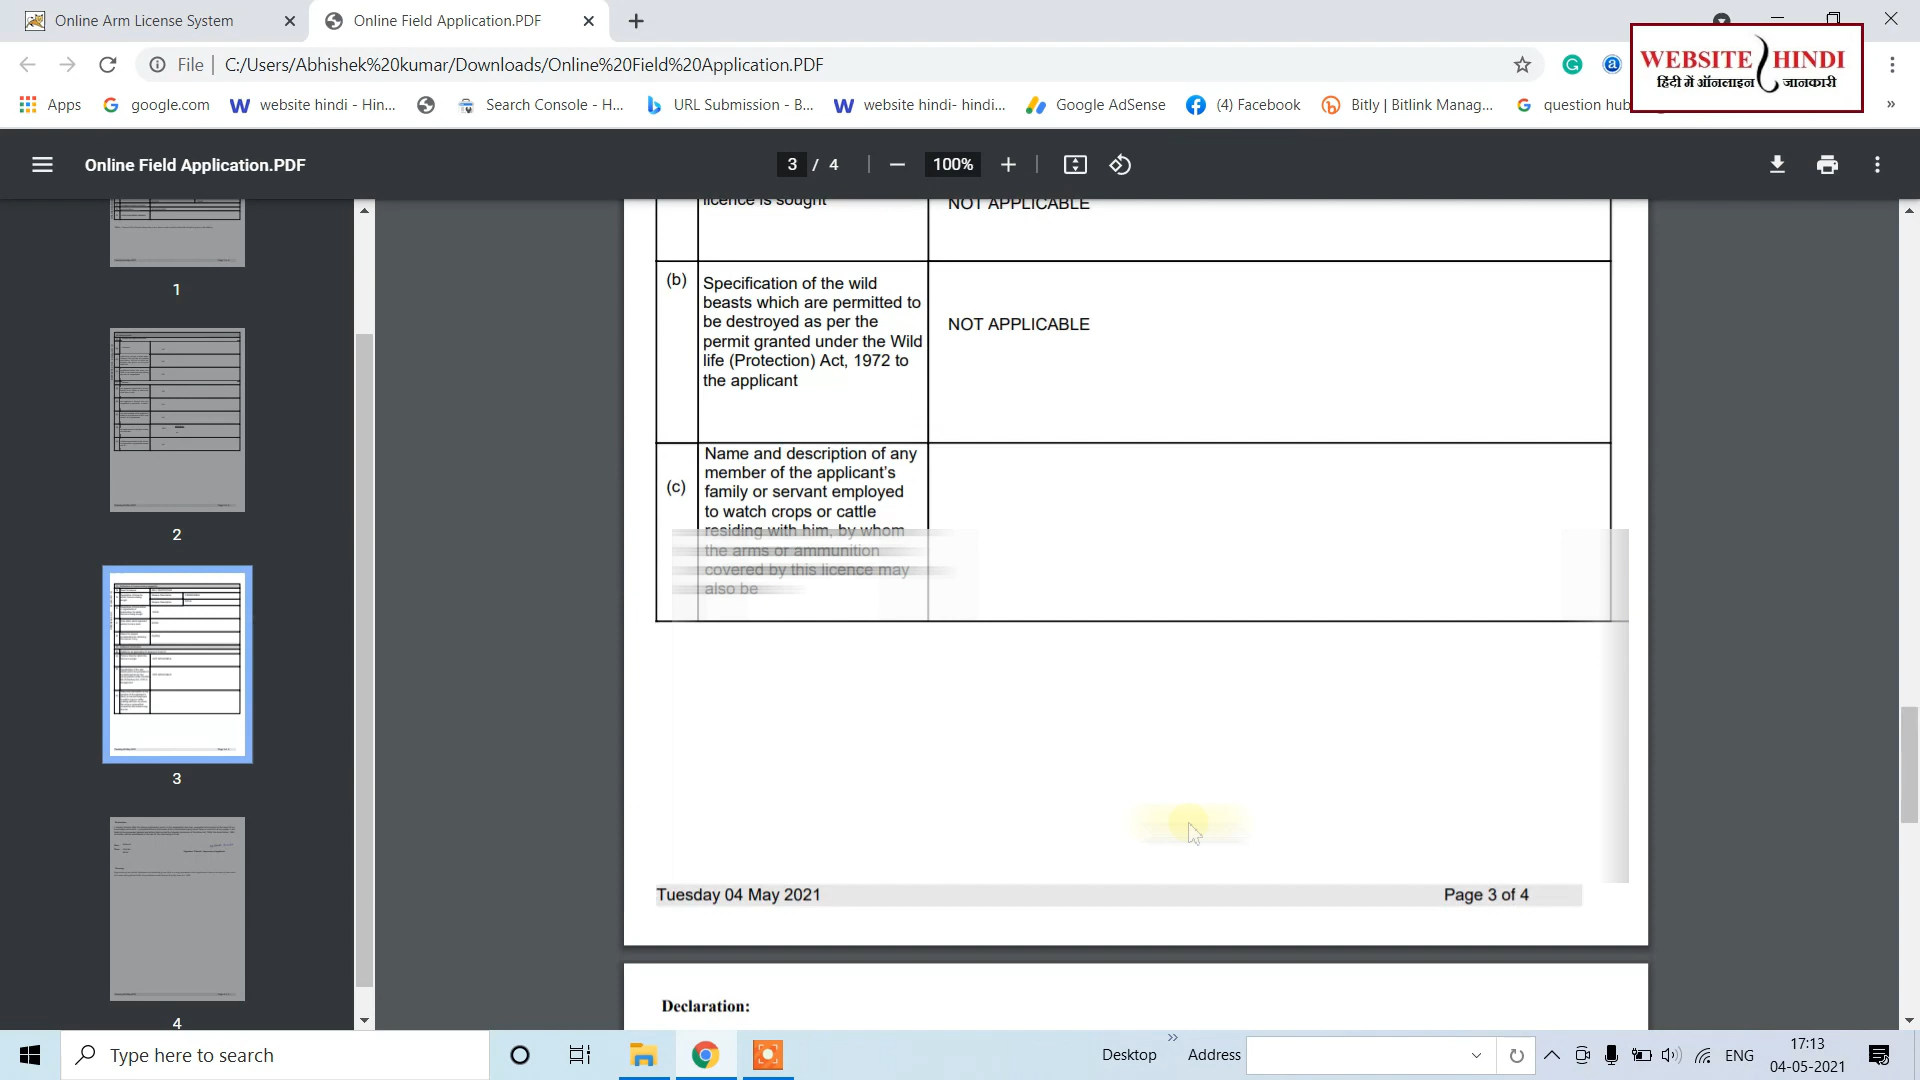 Online Arm License System
Online Field Application.PDF
File
C:/Users/Abhishek%20kumar/Downloads/Online%20Field%20Application.PDF
WEBSITE HINDI
हिंदी में ऑनलाइन जानकारी
Apps
google.com
website hindi - Hin...
Search Console - H...
URL Submission - B...
website hindi- hindi...
Google AdSense
(4) Facebook
Bitly | Bitlink Manag...
question hub
Online Field Application.PDF
3 / 4
100%
1
2
3
4
licence is sought
NOT APPLICABLE
(b)
Specification of the wild
beasts which are permitted to
be destroyed as per the
permit granted under the Wild
life (Protection) Act, 1972 to
the applicant
NOT APPLICABLE
(c)
Name and description of any
member of the applicant's
family or servant employed
to watch crops or cattle
residing with him, by whom
the arms or ammunition
covered by this licence may
also be
Tuesday 04 May 2021
Page 3 of 4
Declaration:
Type here to search
Desktop
Address
ENG
17:13
04-05-2021